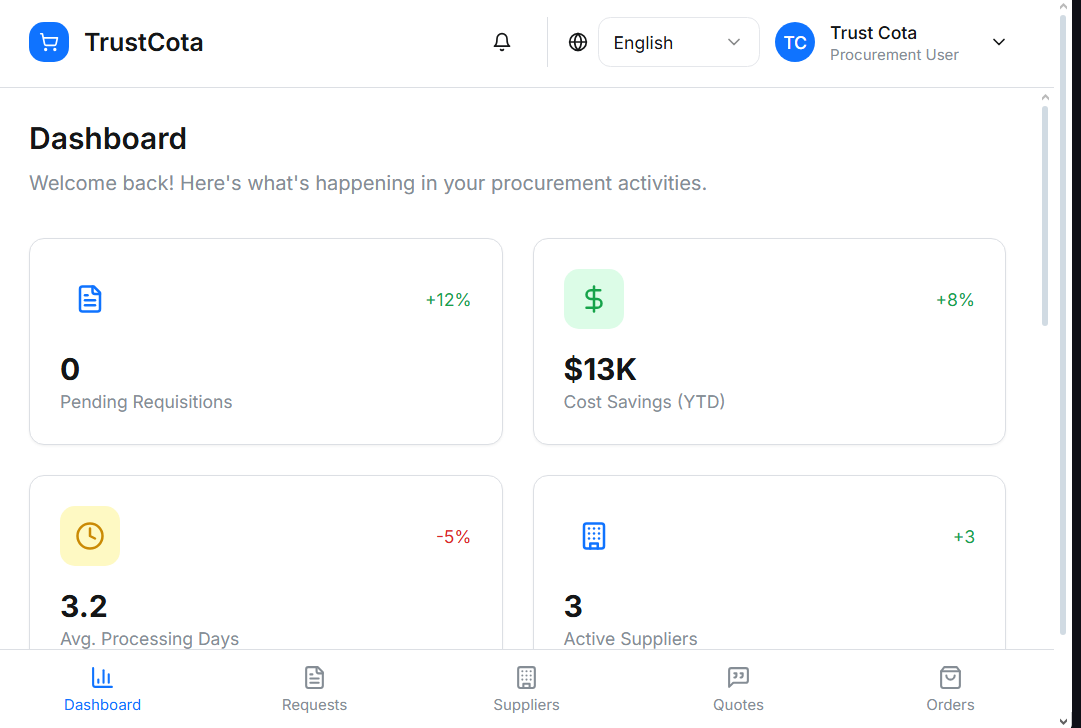 TrustCota
English
TC
Trust Cota
Procurement User
Dashboard
Welcome back! Here's what's happening in your procurement activities.
+12%
0
Pending Requisitions
+8%
$13K
Cost Savings (YTD)
-5%
3.2
Avg. Processing Days
+3
3
Active Suppliers
Dashboard
Requests
Suppliers
Quotes
Orders